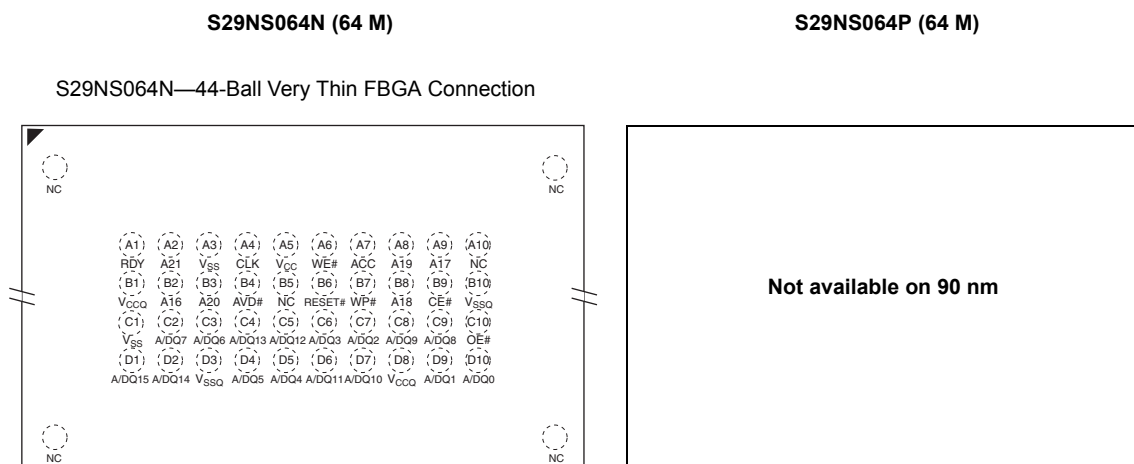 S29NS064N (64 M)
S29NS064P (64 M)
S29NS064N—44-Ball Very Thin FBGA Connection
NC NC
A1 A2 A3 A4 A5 A6 A7 A8 A9 A10
RDY A21 VSS CLK VCC WE# ACC A19 A17 NC
B1 B2 B3 B4 B5 B6 B7 B8 B9 B10
VCCQ A16 A20 AVD# NC RESET# WP# A18 CE# VSSQ
C1 C2 C3 C4 C5 C6 C7 C8 C9 C10
VSS A/DQ7 A/DQ6 A/DQ13 A/DQ12 A/DQ3 A/DQ2 A/DQ9 A/DQ8 OE#
D1 D2 D3 D4 D5 D6 D7 D8 D9 D10
A/DQ15 A/DQ14 VSSQ A/DQ5 A/DQ4 A/DQ11 A/DQ10 VCCQ A/DQ1 A/DQ0
NC NC
Not available on 90 nm